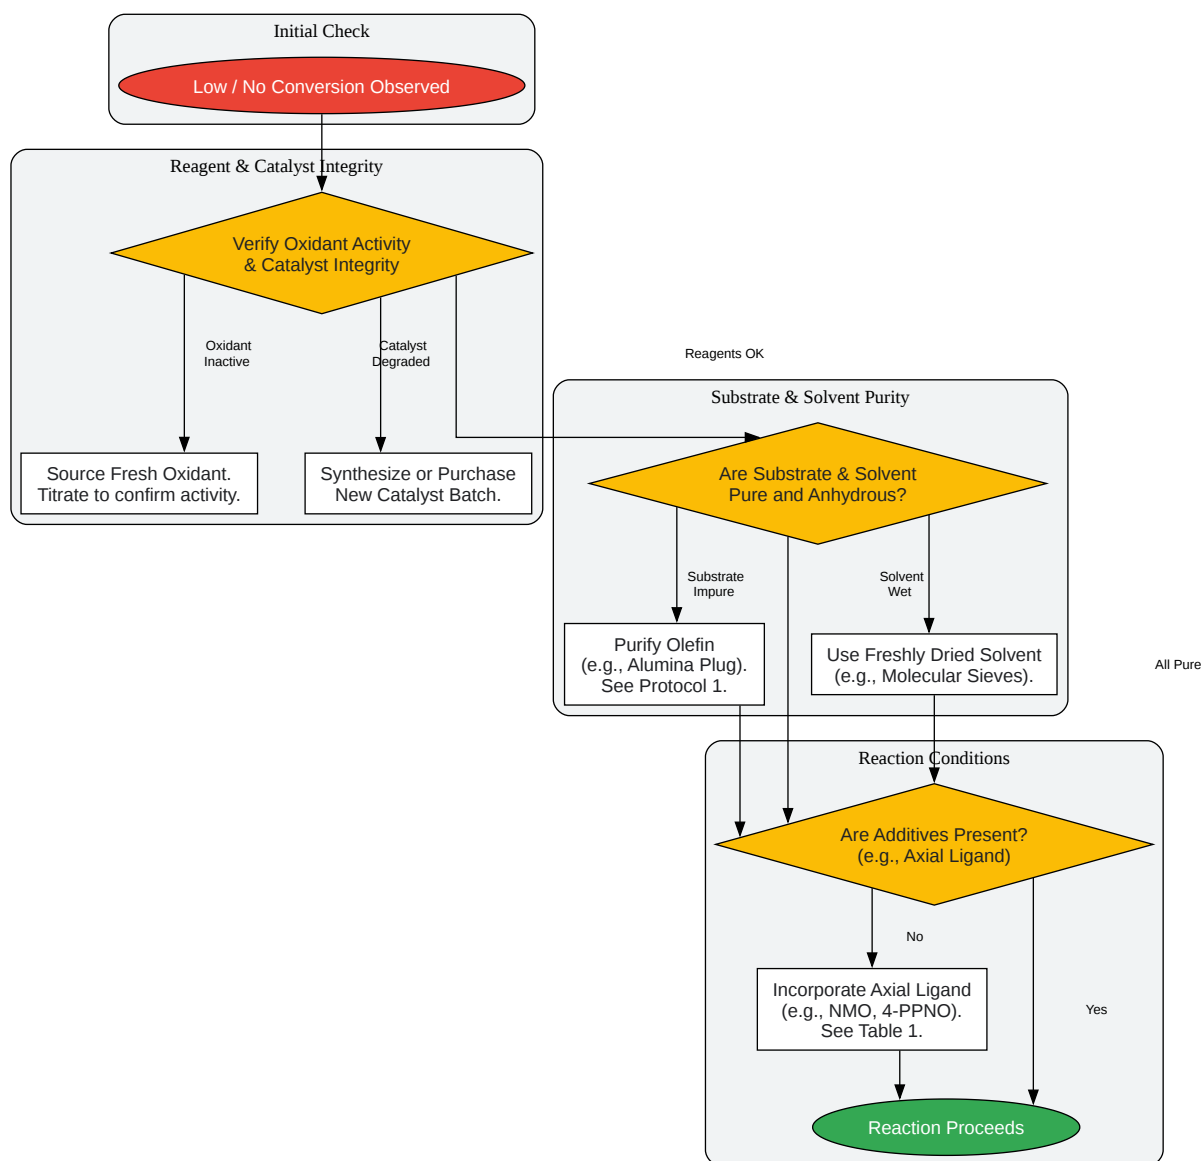 Initial Check
Low / No Conversion Observed
Reagent & Catalyst Integrity
Verify Oxidant Activity
& Catalyst Integrity
Oxidant
Inactive
Catalyst
Degraded
Reagents OK
Source Fresh Oxidant.
Titrate to confirm activity.
Synthesize or Purchase
New Catalyst Batch.
Substrate & Solvent Purity
Are Substrate & Solvent
Pure and Anhydrous?
Substrate
Impure
Solvent
Wet
All Pure
Purify Olefin
(e.g., Alumina Plug).
See Protocol 1.
Use Freshly Dried Solvent
(e.g., Molecular Sieves).
Reaction Conditions
Are Additives Present?
(e.g., Axial Ligand)
No
Yes
Incorporate Axial Ligand
(e.g., NMO, 4-PPNO).
See Table 1.
Reaction Proceeds